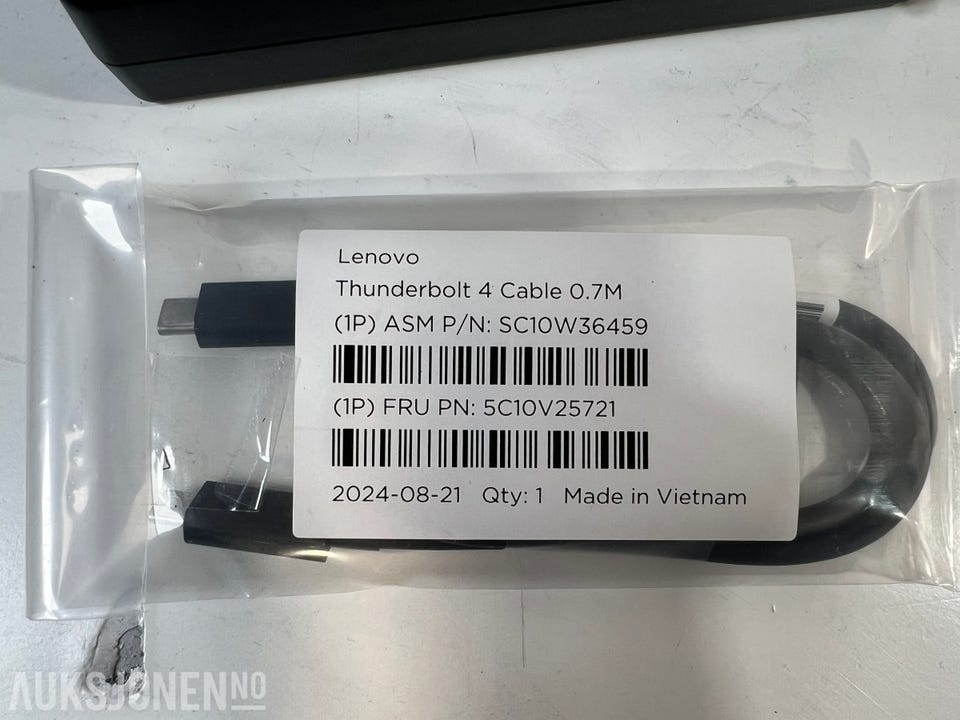 Lenovo
Thunderbolt 4 Cable 0.7M
(1P) ASM P/N: SC10W36459
(1P) FRU PN: 5C10V25721
2024-08-21 Qty: 1 Made in Vietnam
AUKSJONEN NO